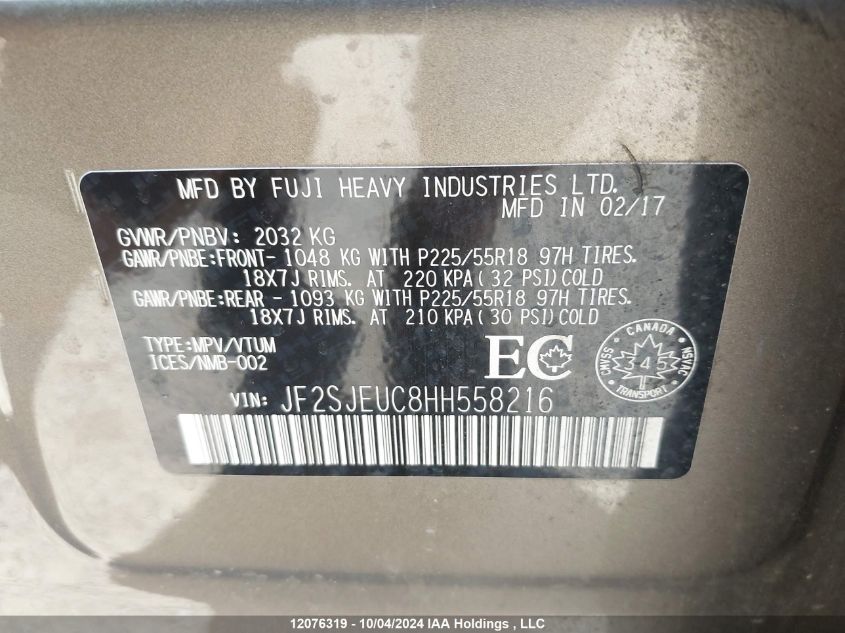 MFD BY FUJI HEAVY INDUSTRIES LTD.
MFD IN 02/17
GVWR/PNBV: 2032 KG
GAWR/PNBE:FRONT- 1048 KG WITH P225/55R18 97H TIRES.
18X7J RIMS. AT 220 KPA(32 PSI)COLD
GAWR/PNBE:REAR - 1093 KG WITH P225/55R18 97H TIRES.
18X7J RIMS. AT 210 KPA(30 PSI)COLD
TYPE:MPV/VTUM
ICES/NMB-002
EC
CANADA
CMVSS
345
NSVAC
TRANSPORT
VIN: JF2SJEUC8HH558216
12076319 - 10/04/2024 IAA Holdings , LLC